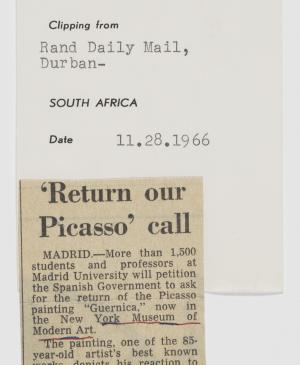 Clipping from
Rand Daily Mail,
Durban-
SOUTH AFRICA
Date 11.28.1966
'Return our
Picasso' call
MADRID.—More than 1,500
students and professors at
Madrid University will petition
the Spanish Government to ask
for the return of the Picasso
painting "Guernica," now in
the New York Museum of
Modern Art.
The painting, one of the 85-
year-old artist's best known
works, depicts his reaction to